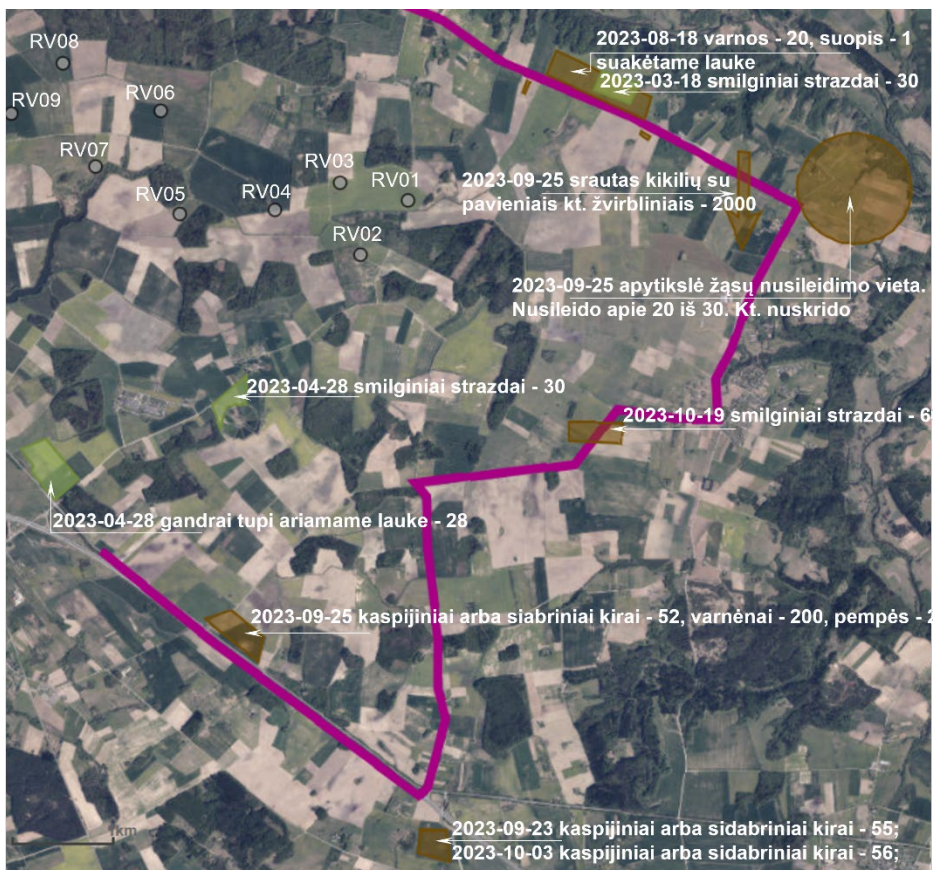 RV08
2023-08-18 varnos - 20, suopis - 1
suakėtame lauke
2023-03-18 smilginiai strazdai - 30
RV09
RV06
RV07
RV03
RV01
RV05
RV04
2023-09-25 srautas kikilių su
pavieniais kt. žvirbliniais - 2000
RV02
2023-09-25 apytikslė žąsų nusileidimo vieta.
Nusileido apie 20 iš 30. Kt. nuskrido
2023-04-28 smilginiai strazdai - 30
2023-10-19 smilginiai strazdai - 6
2023-04-28 gandrai tupi ariamame lauke - 28
2023-09-25 kaspijiniai arba siabriniai kirai - 52, varnėnai - 200, pempės - 2
1km
2023-09-23 kaspijiniai arba sidabriniai kirai - 55;
2023-10-03 kaspijiniai arba sidabriniai kirai - 56;